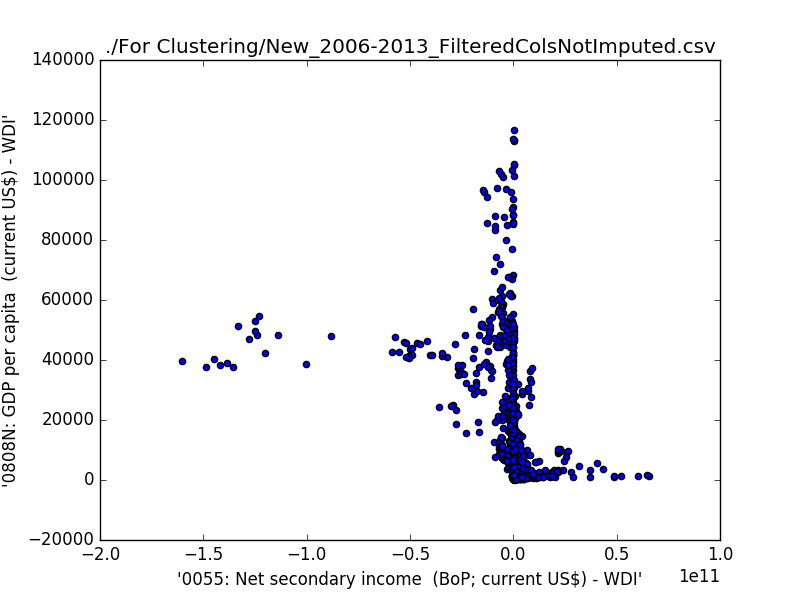 ./For Clustering/New_2006-2013_FilteredColsNotImputed.csv
140000
120000
100000
80000
60000
40000
20000
0
−20000
'0808N: GDP per capita  (current US$) - WDI'
−2.0 −1.5 −1.0 −0.5 0.0 0.5 1.0
1e11
'0055: Net secondary income  (BoP; current US$) - WDI'